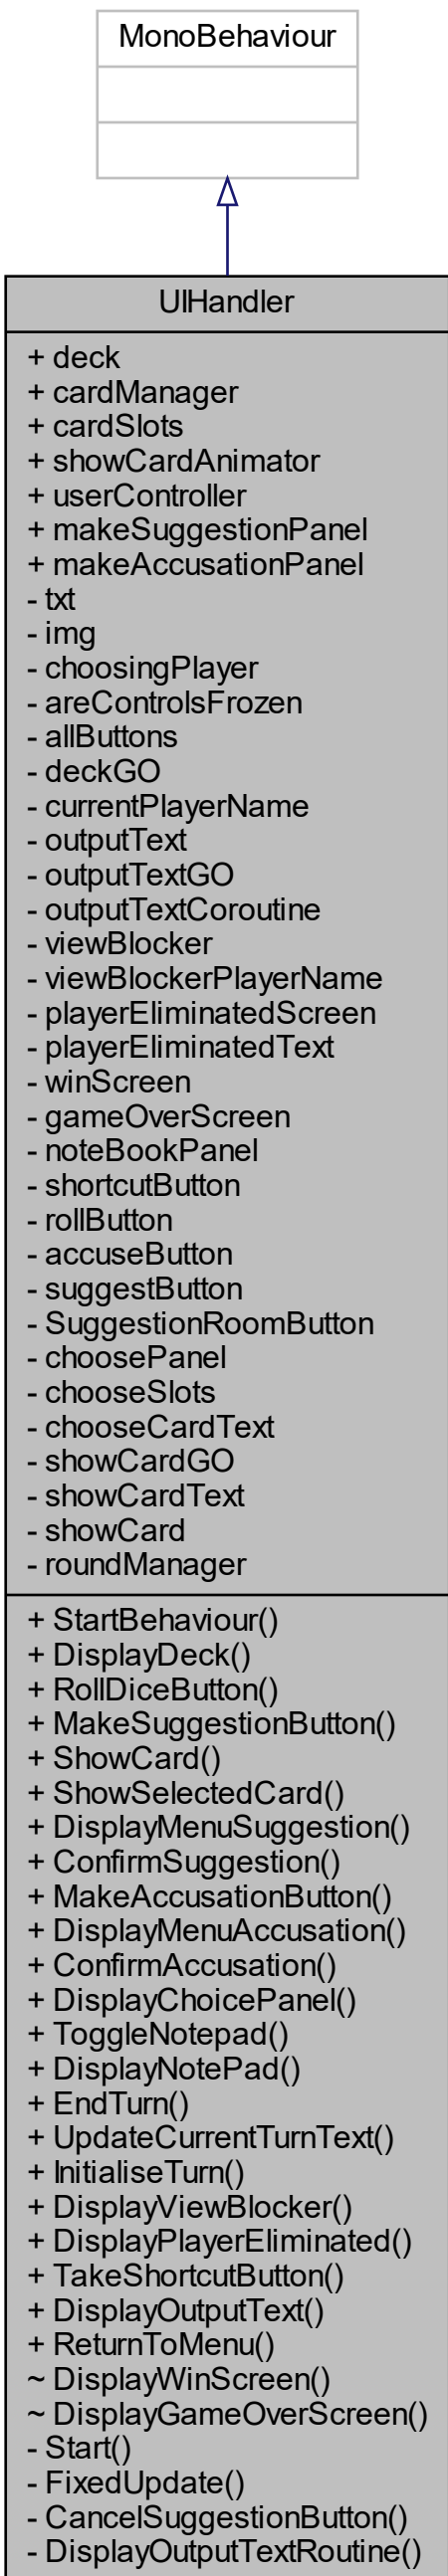 MonoBehaviour
UIHandler
+ deck
+ cardManager
+ cardSlots
+ showCardAnimator
+ userController
+ makeSuggestionPanel
+ makeAccusationPanel
- txt
- img
- choosingPlayer
- areControlsFrozen
- allButtons
- deckGO
- currentPlayerName
- outputText
- outputTextGO
- outputTextCoroutine
- viewBlocker
- viewBlockerPlayerName
- playerEliminatedScreen
- playerEliminatedText
- winScreen
- gameOverScreen
- noteBookPanel
- shortcutButton
- rollButton
- accuseButton
- suggestButton
- SuggestionRoomButton
- choosePanel
- chooseSlots
- chooseCardText
- showCardGO
- showCardText
- showCard
- roundManager
+ StartBehaviour()
+ DisplayDeck()
+ RollDiceButton()
+ MakeSuggestionButton()
+ ShowCard()
+ ShowSelectedCard()
+ DisplayMenuSuggestion()
+ ConfirmSuggestion()
+ MakeAccusationButton()
+ DisplayMenuAccusation()
+ ConfirmAccusation()
+ DisplayChoicePanel()
+ ToggleNotepad()
+ DisplayNotePad()
+ EndTurn()
+ UpdateCurrentTurnText()
+ InitialiseTurn()
+ DisplayViewBlocker()
+ DisplayPlayerEliminated()
+ TakeShortcutButton()
+ DisplayOutputText()
+ ReturnToMenu()
~ DisplayWinScreen()
~ DisplayGameOverScreen()
- Start()
- FixedUpdate()
- CancelSuggestionButton()
- DisplayOutputTextRoutine()